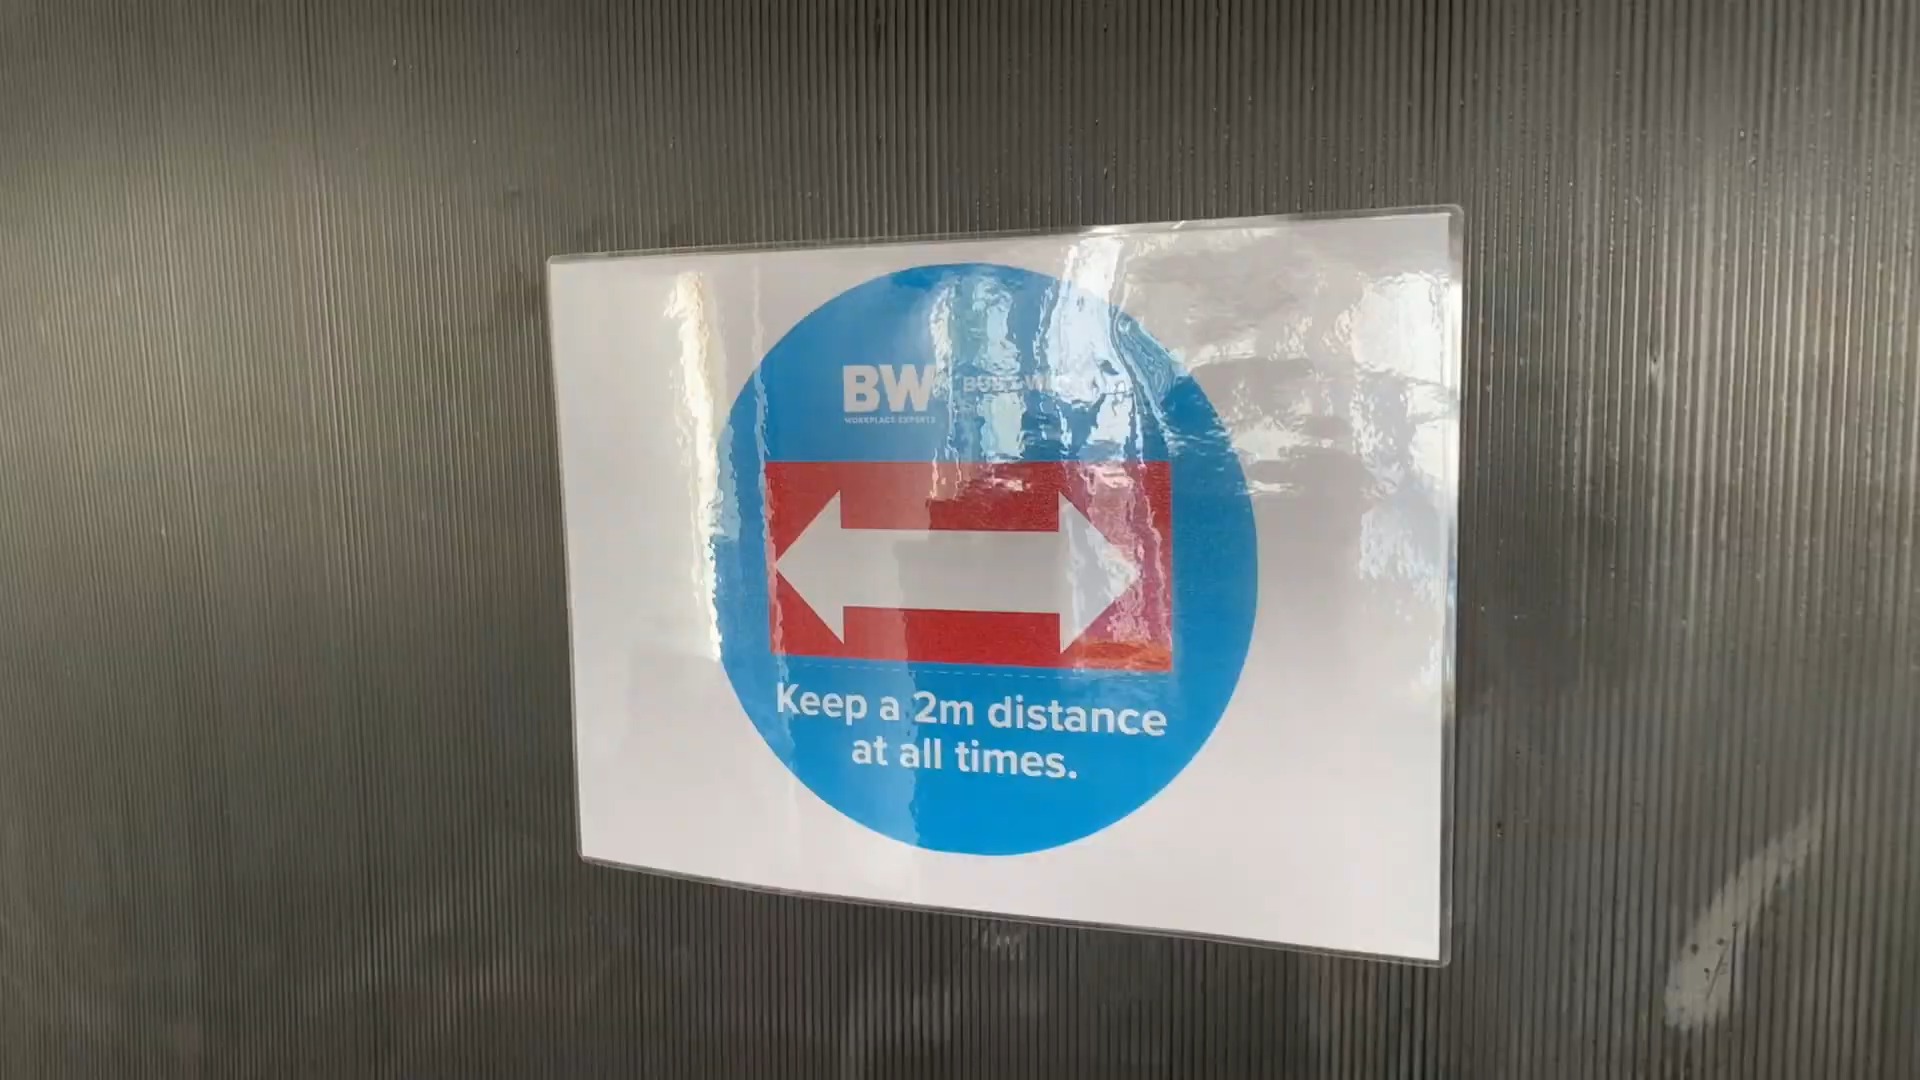 BW
WORKPLACE EXPERTS
Keep a 2m distance
at all times.